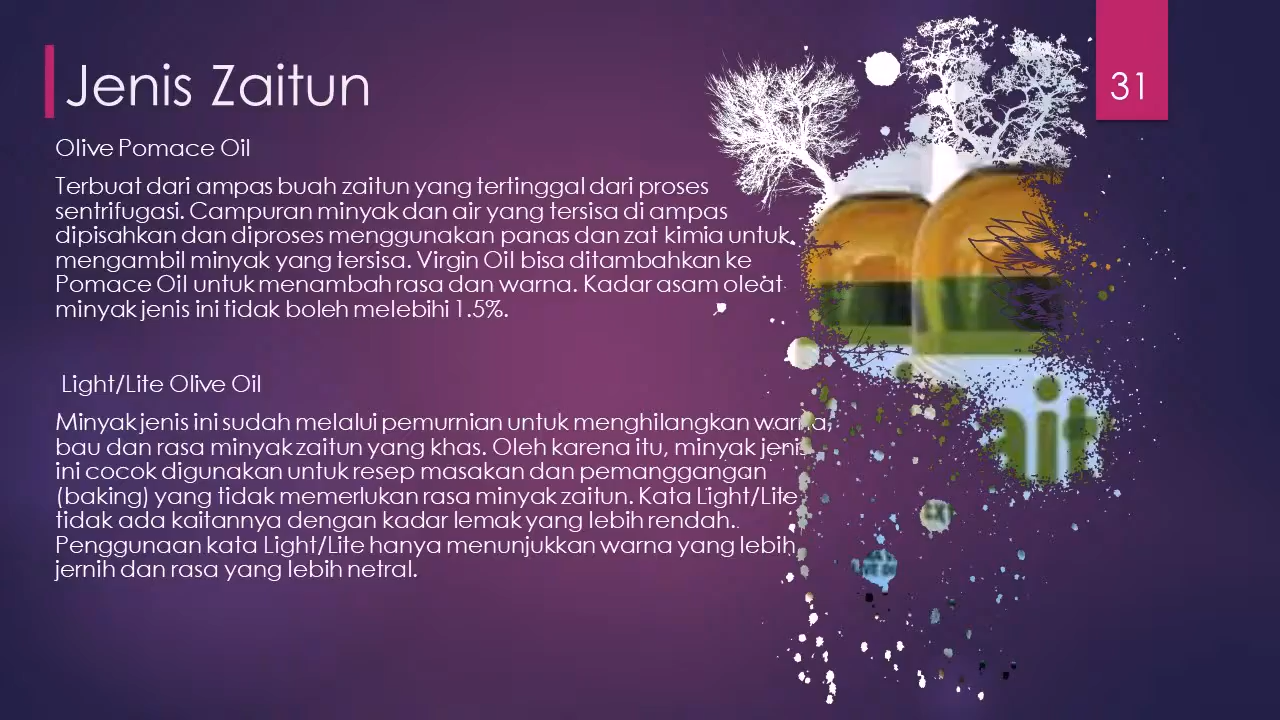 Jenis Zaitun
31
Olive Pomace Oil
Terbuat dari ampas buah zaitun yang tertinggal dari proses
sentrifugasi. Campuran minyak dan air yang tersisa di ampas
dipisahkan dan diproses menggunakan panas dan zat kimia untuk
mengambil minyak yang tersisa. Virgin Oil bisa ditambahkan ke
Pomace Oil untuk menambah rasa dan warna. Kadar asam oleat
minyak jenis ini tidak boleh melebihi 1.5%.
Light/Lite Olive Oil
Minyak jenis ini sudah melalui pemurnian untuk menghilangkan warna,
bau dan rasa minyak zaitun yang khas. Oleh karena itu, minyak jenis
ini cocok digunakan untuk resep masakan dan pemanggangan
(baking) yang tidak memerlukan rasa minyak zaitun. Kata Light/Lite
tidak ada kaitannya dengan kadar lemak yang lebih rendah.
Penggunaan kata Light/Lite hanya menunjukkan warna yang lebih
jernih dan rasa yang lebih netral.